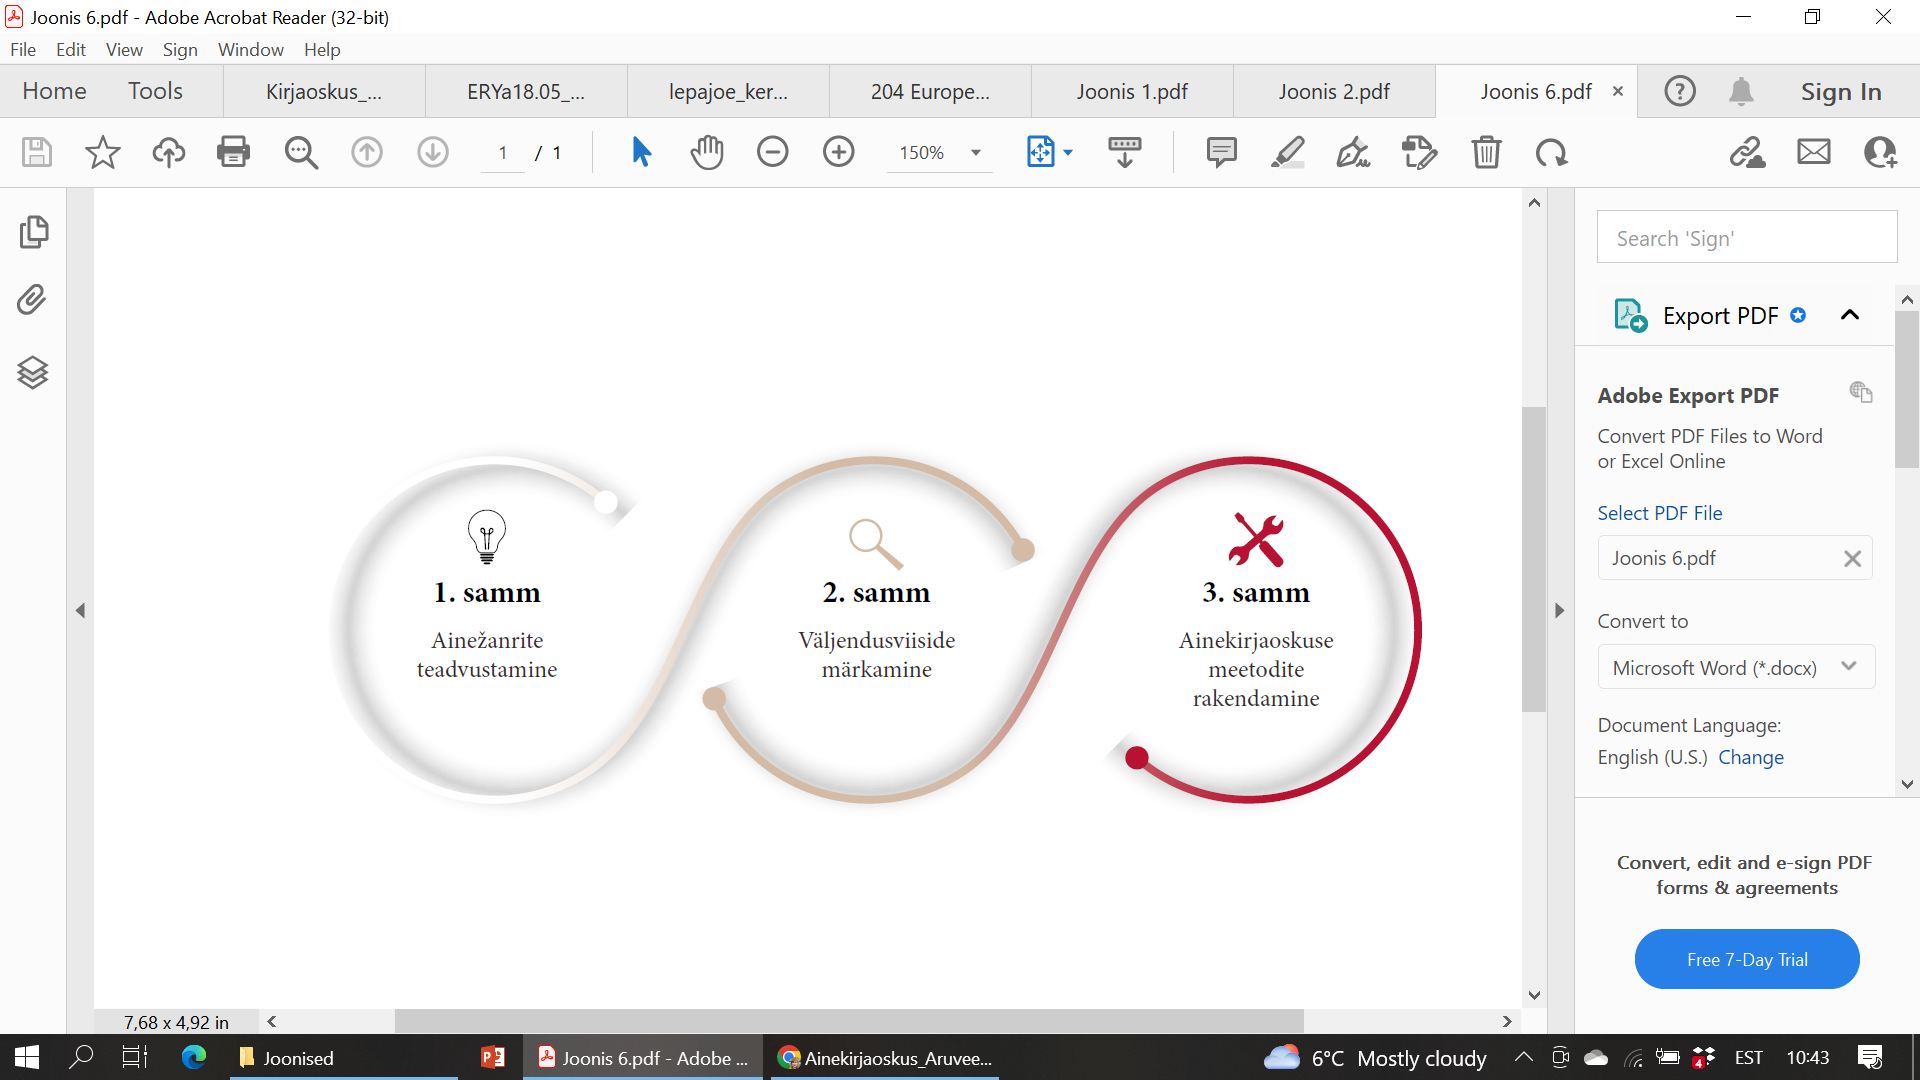 Joonis 6.pdf - Adobe Acrobat Reader (32-bit)
File Edit View Sign Window Help
Home Tools Kirjaoskus_... ERYa18.05_... lepajoe_ker... 204 Europe... Joonis 1.pdf Joonis 2.pdf Joonis 6.pdf Sign In
1 / 1 150%
Search 'Sign'
Export PDF
Adobe Export PDF
Convert PDF Files to Word
or Excel Online
Select PDF File
Joonis 6.pdf
Convert to
Microsoft Word (*.docx)
Document Language:
English (U.S.) Change
Convert, edit and e-sign PDF
forms & agreements
Free 7-Day Trial
1. samm
Ainežanrite
teadvustamine
2. samm
Väljendusviiside
märkamine
3. samm
Ainekirjaoskuse
meetodite
rakendamine
7,68 x 4,92 in
Joonised
Joonis 6.pdf - Adobe ...
Ainekirjaoskus_Aruvee...
6°C Mostly cloudy
4
EST
10:43